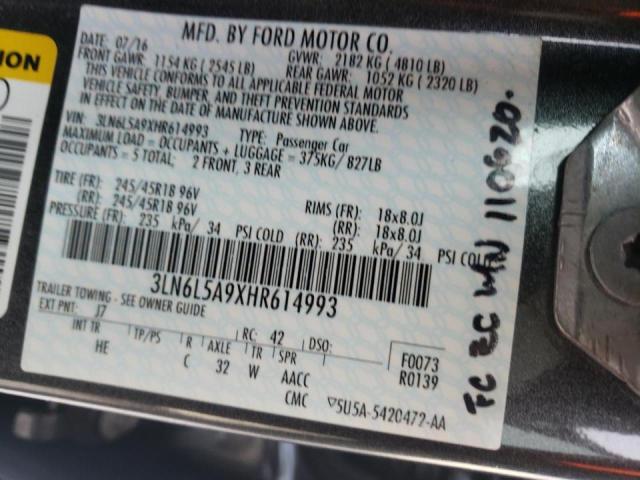 MFD. BY FORD MOTOR CO.
DATE: 07/16 GVWR: 2182 KG ( 4810 LB)
FRONT GAWR: 1154 KG ( 2545 LB) REAR GAWR: 1052 KG ( 2320 LB)
THIS VEHICLE CONFORMS TO ALL APPLICABLE FEDERAL MOTOR
VEHICLE SAFETY, BUMPER, AND THEFT PREVENTION STANDARDS
IN EFFECT ON THE DATE OF MANUFACTURE SHOWN ABOVE.
VIN: 3LN6L5A9XHR614993 TYPE: Passenger Car
MAXIMUM LOAD = OCCUPANTS + LUGGAGE = 375KG/ 827LB
OCCUPANTS = 5 TOTAL: 2 FRONT, 3 REAR
TIRE (FR): 245/45R18 96V RIMS (FR): 18x8.0J
(RR): 245/45R18 96V (RR): 18x8.0J
PRESSURE (FR): 235 kPa/ 34 PSI COLD (RR): 235 kPa/ 34 PSI COLD
3LN6L5A9XHR614993
TRAILER TOWING - SEE OWNER GUIDE
EXT PNT: J7 RC: 42 DSO:
INT TR TP/PS R AXLE TR SPR F0073
HE C 32 W AACC R0139
CMC 5U5A-5420472-AA
TION
110620.